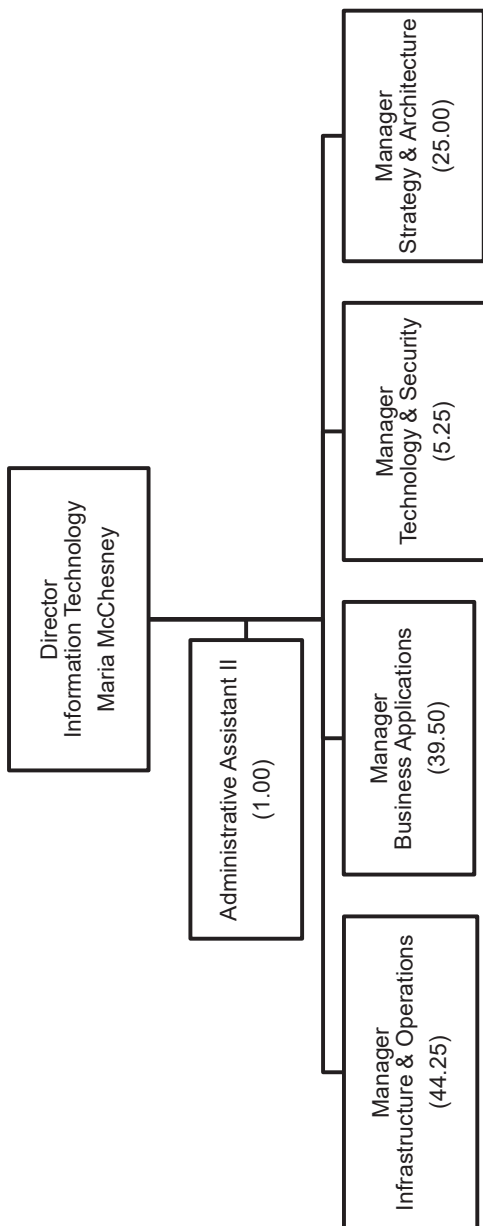 Director
Information Technology
Maria McChesney
Administrative Assistant II
(1.00)
Manager
Infrastructure & Operations
(44.25)
Manager
Business Applications
(39.50)
Manager
Technology & Security
(5.25)
Manager
Strategy & Architecture
(25.00)